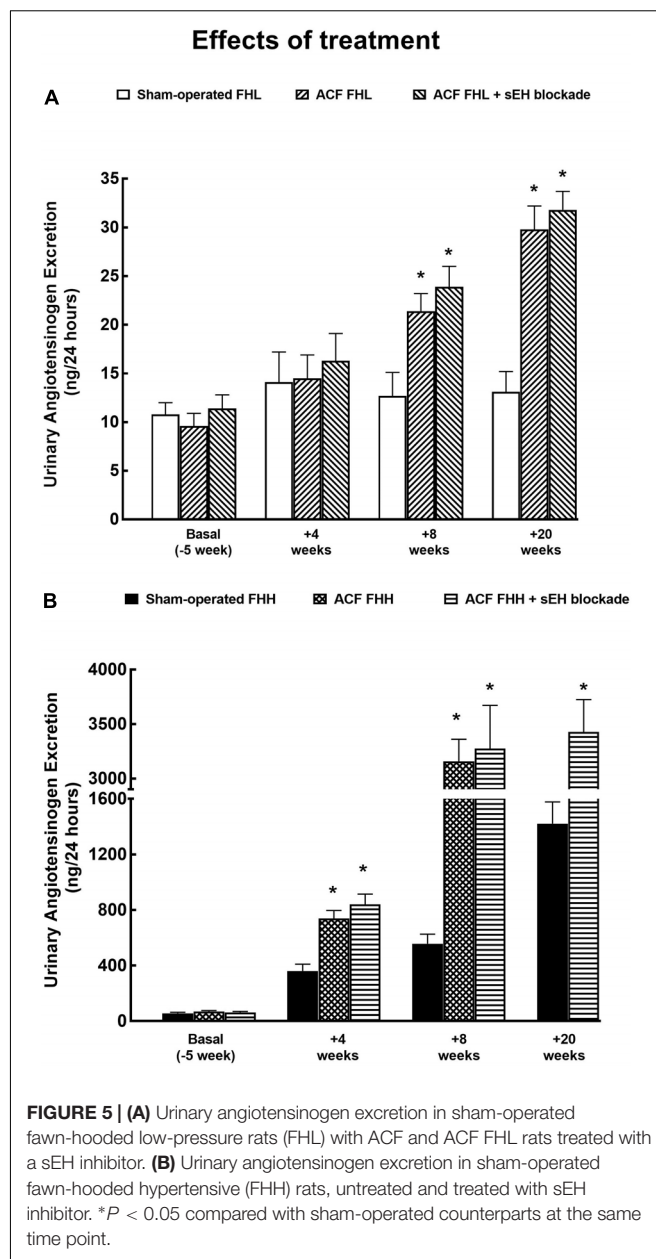 Effects of treatment
A
Sham-operated FHL ACF FHL ACF FHL + sEH blockade
Urinary Angiotensinogen Excretion
(ng/24 hours)
35
30
25
20
15
10
5
0
* *
* *
Basal +4 +8 +20
(-5 week) weeks weeks weeks
B
Sham-operated FHH ACF FHH ACF FHH + sEH blockade
Urinary Angiotensinogen Excretion
(ng/24 hours)
4000
3500
3000
1600
1200
800
400
0
* *
* *
*
Basal +4 +8 +20
(-5 week) weeks weeks weeks
FIGURE 5 | (A) Urinary angiotensinogen excretion in sham-operated
fawn-hooded low-pressure rats (FHL) with ACF and ACF FHL rats treated with
a sEH inhibitor. (B) Urinary angiotensinogen excretion in sham-operated
fawn-hooded hypertensive (FHH) rats, untreated and treated with sEH
inhibitor. *P < 0.05 compared with sham-operated counterparts at the same
time point.